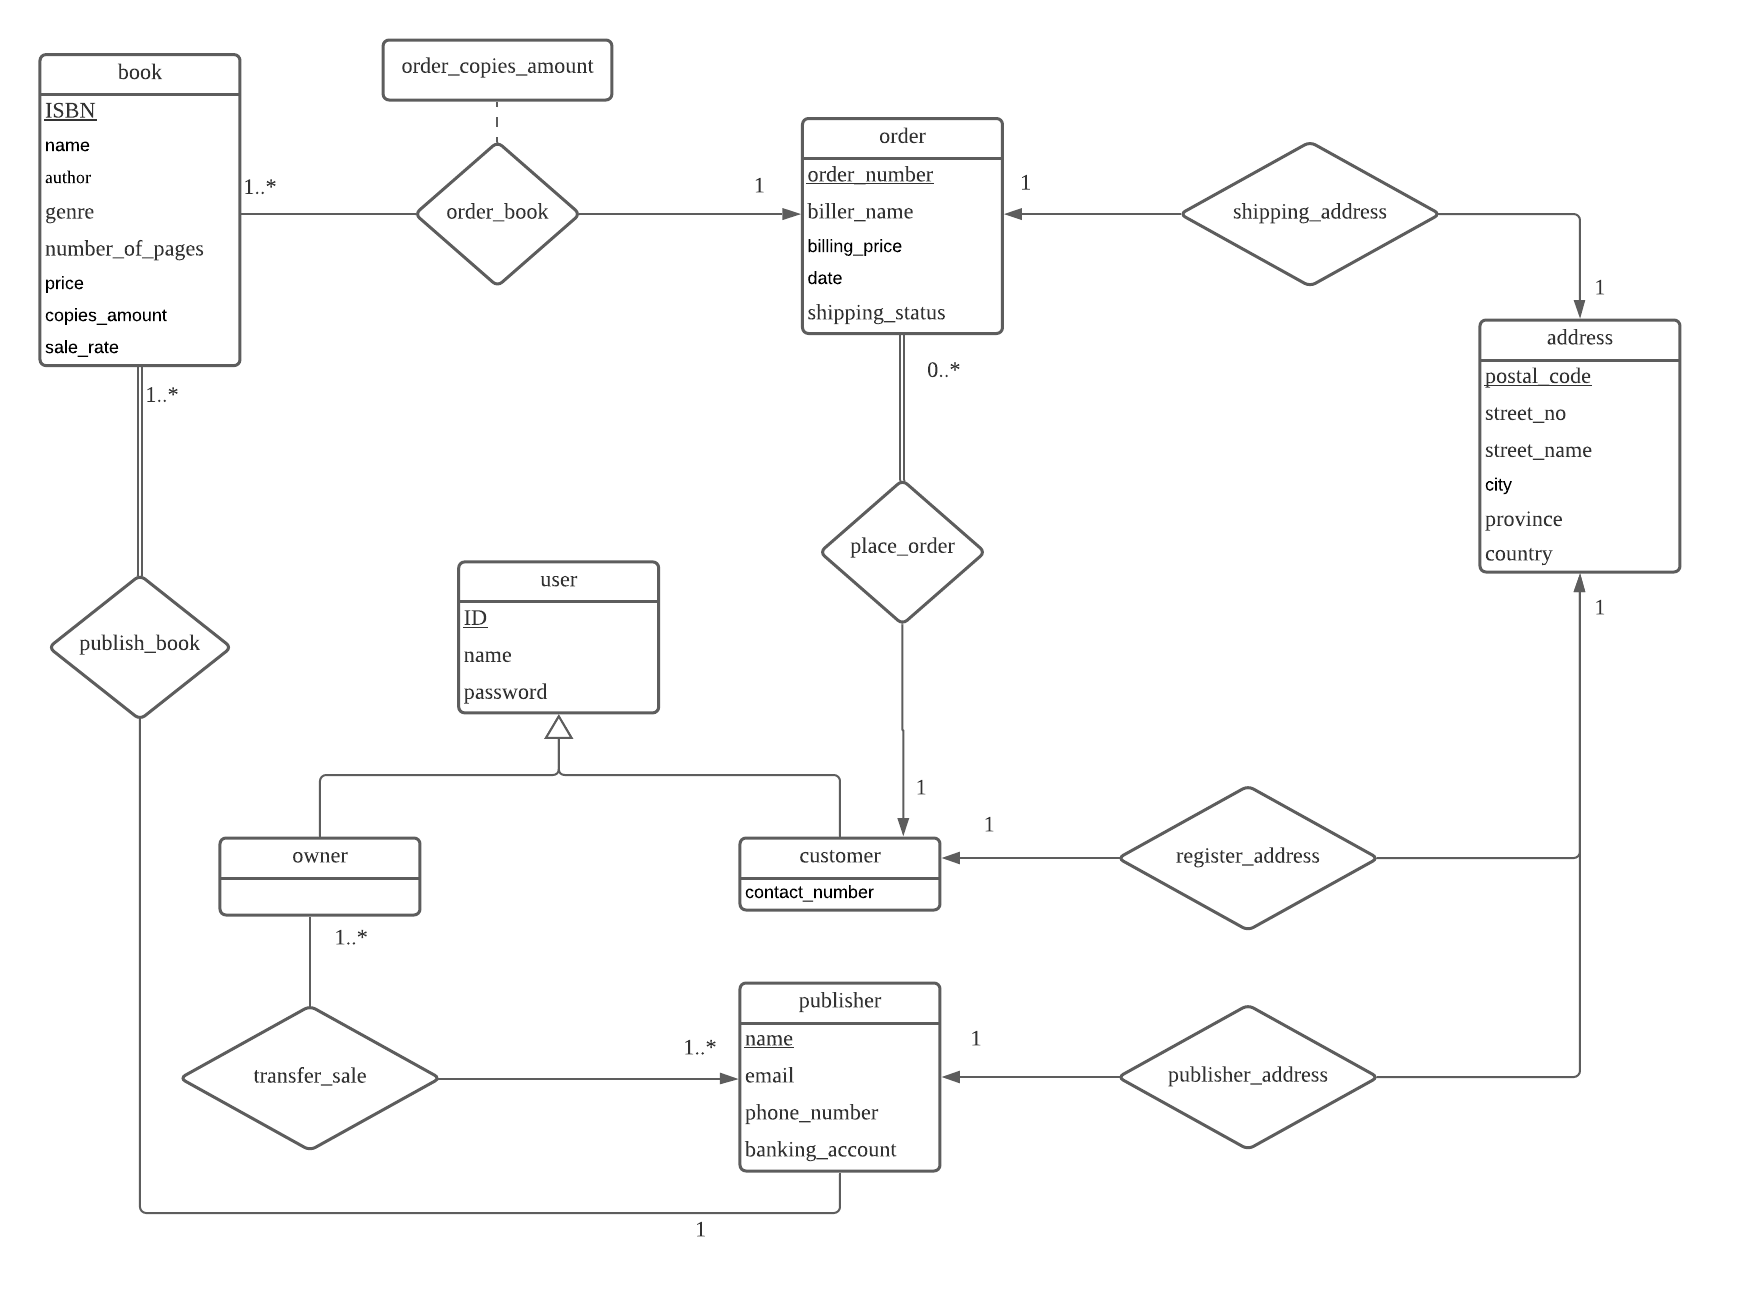 book
ISBN
name
author
genre
number_of_pages
price
copies_amount
sale_rate
1..*
1..*
order_copies_amount
order_book
1
order
order_number
biller_name
billing_price
date
shipping_status
1
shipping_address
1
address
postal_code
street_no
street_name
city
province
country
1
0..*
place_order
1
publish_book
user
ID
name
password
owner
1..*
customer
contact_number
1
register_address
transfer_sale
1..*
publisher
name
email
phone_number
banking_account
1
publisher_address
1